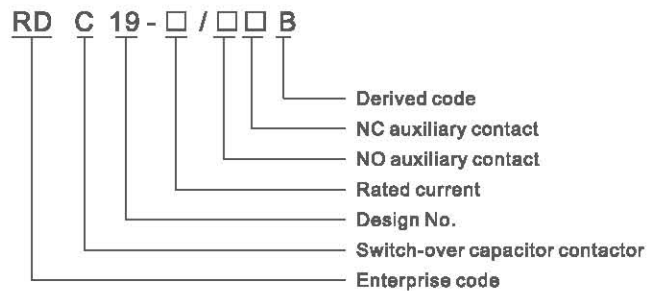 RD C 19 - □ / □ □ B
Derived code
NC auxiliary contact
NO auxiliary contact
Rated current
Design No.
Switch-over capacitor contactor
Enterprise code